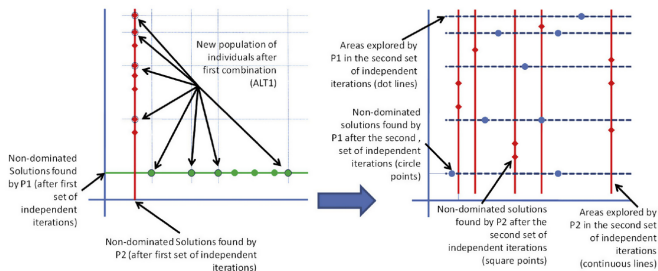 New population of
individuals after
first combination
(ALT1)
Non-dominated
Solutions found
by P1 (after first
set of
independent
iterations)
Non-dominated Solutions found by
P2 (after first set of independent
iterations)
Areas explored by
P1 in the second set
of independent
iterations (dot lines)
Non-dominated
solutions found by
P1 after the second ,
set of independent
iterations (circle
points)
Non-dominated solutions
found by P2 after the
second set of
independent iterations
(square points)
Areas explored by
P2 in the second set
of independent
iterations
(continuous lines)